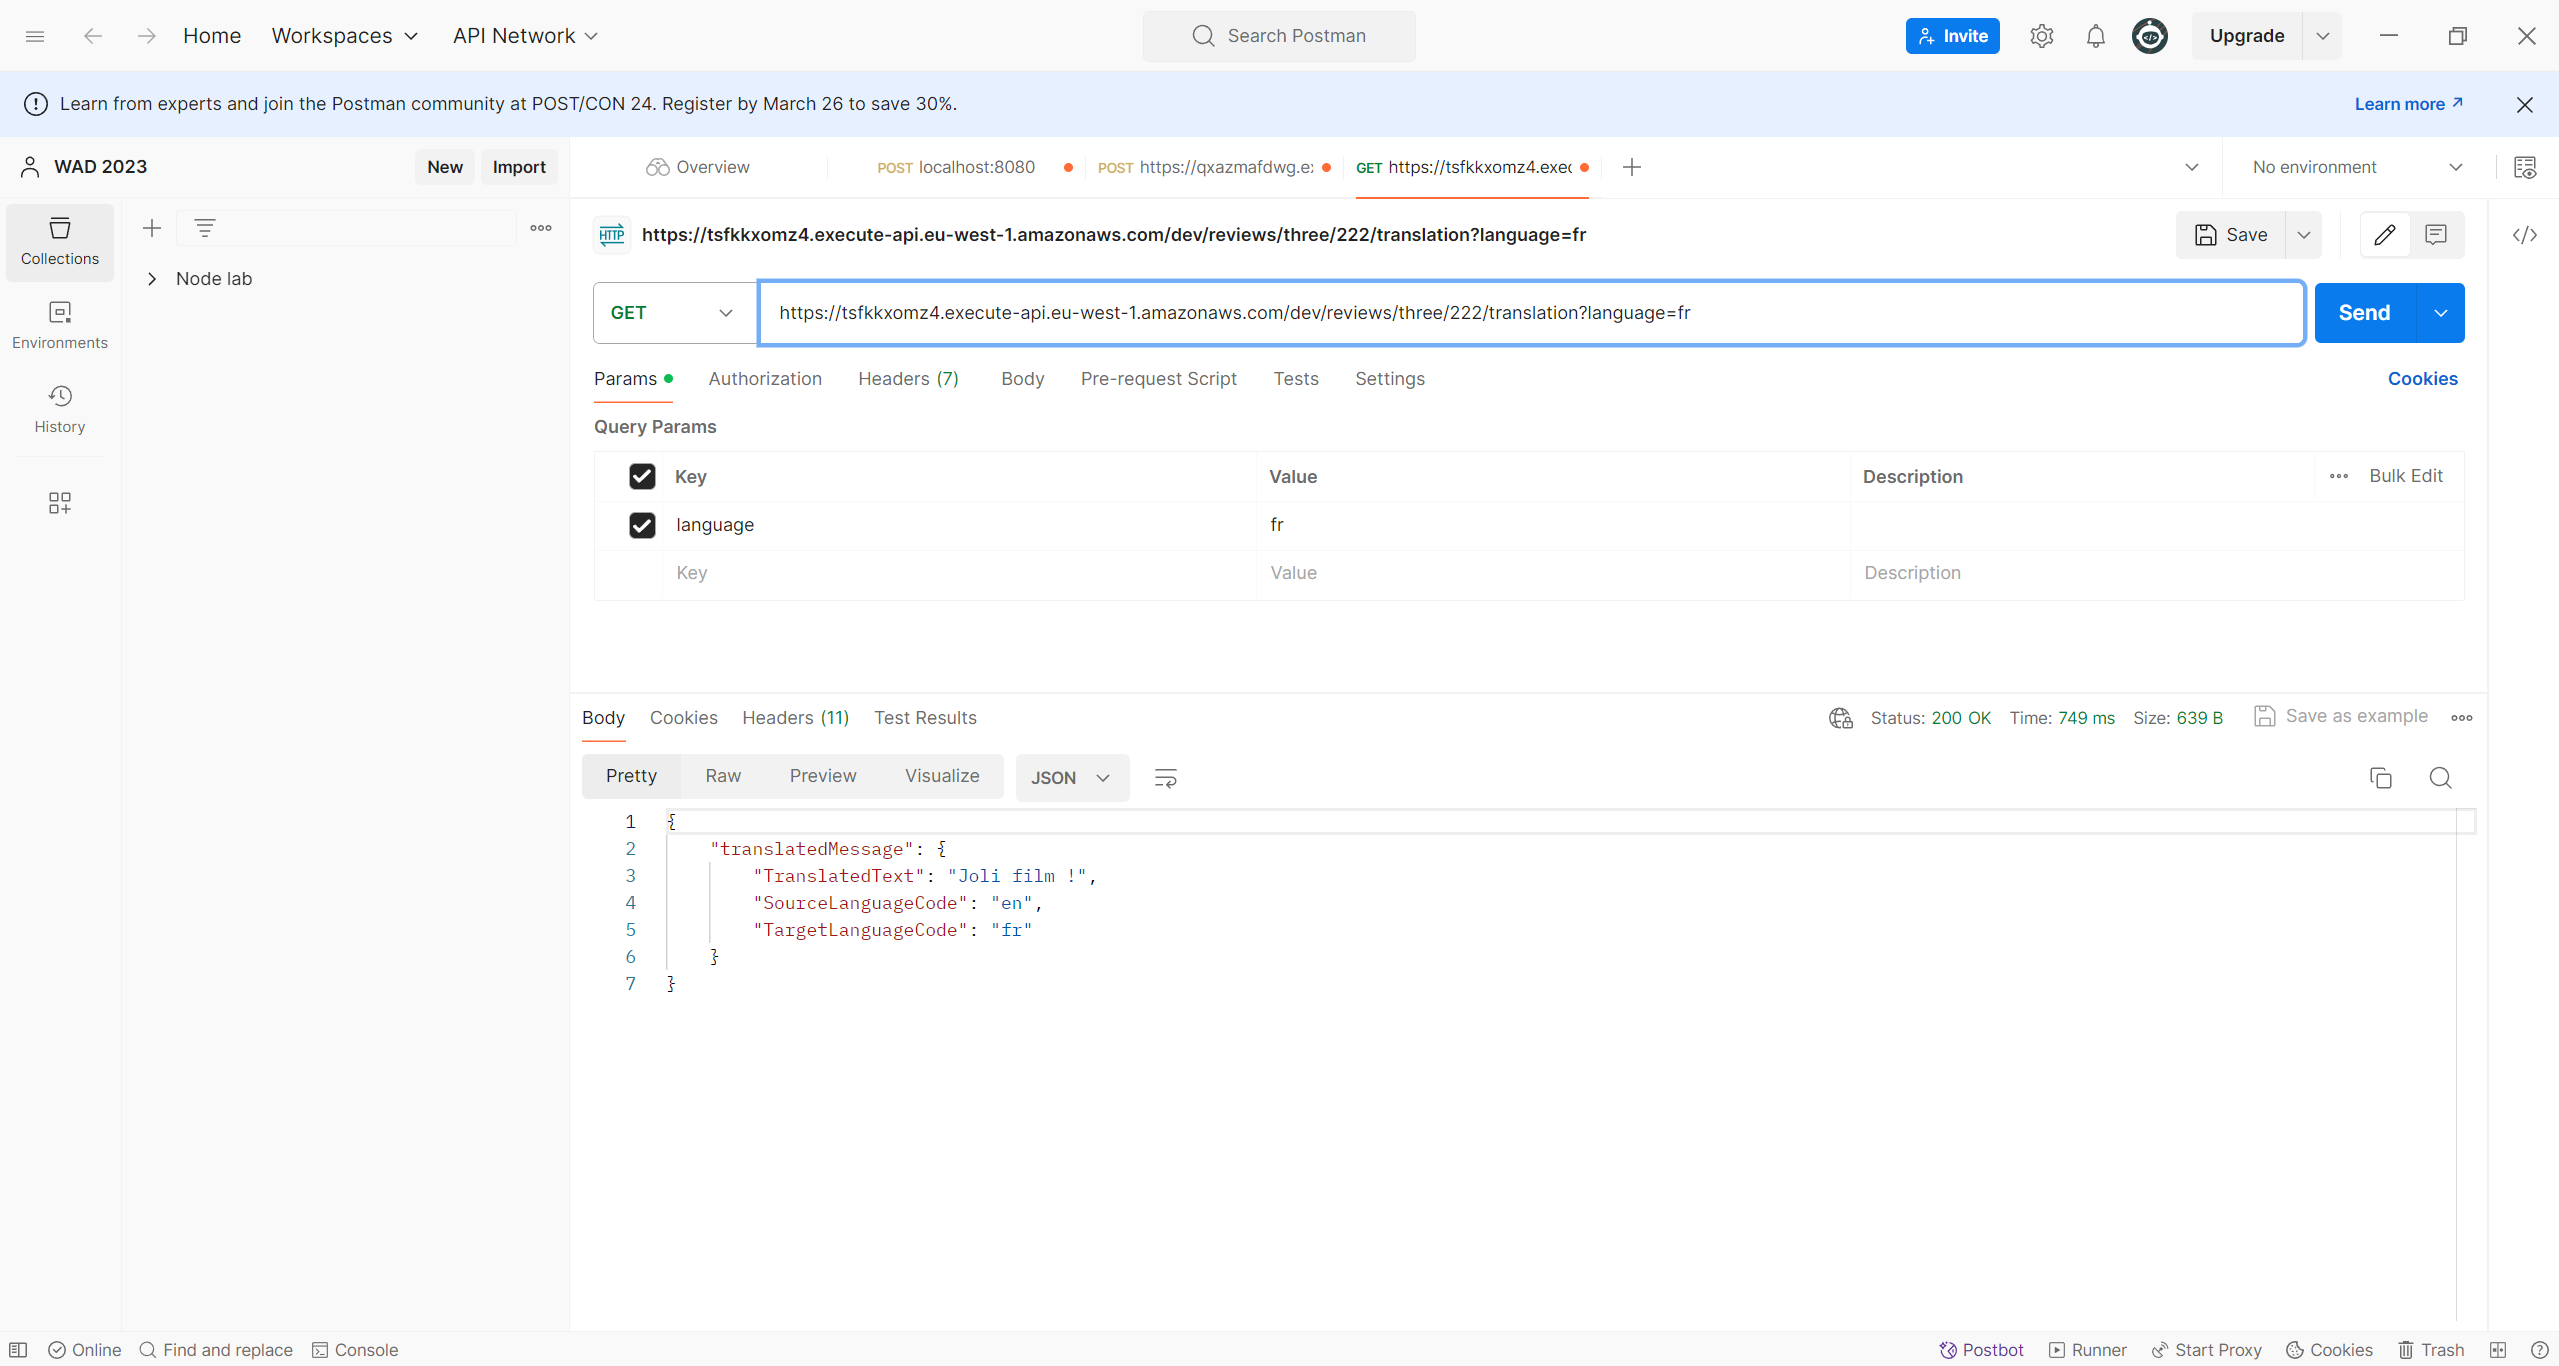 Home Workspaces API Network Search Postman Invite Upgrade
Learn from experts and join the Postman community at POST/CON 24. Register by March 26 to save 30%. Learn more
WAD 2023 New Import Overview POST localhost:8080 POST https://qxazmafdwg.e GET https://tsfkkxomz4.exec No environment
HTTP https://tsfkkxomz4.execute-api.eu-west-1.amazonaws.com/dev/reviews/three/222/translation?language=fr Save </>
Collections
Node lab
Environments
History
GET https://tsfkkxomz4.execute-api.eu-west-1.amazonaws.com/dev/reviews/three/222/translation?language=fr Send
Params Authorization Headers (7) Body Pre-request Script Tests Settings Cookies
Query Params
Key Value Description Bulk Edit
language fr
Key Value Description
Body Cookies Headers (11) Test Results Status: 200 OK Time: 749 ms Size: 639 B Save as example
Pretty Raw Preview Visualize JSON
1 {
2 "translatedMessage": {
3 "TranslatedText": "Joli film !",
4 "SourceLanguageCode": "en",
5 "TargetLanguageCode": "fr"
6 }
7 }
Online Find and replace Console Postbot Runner Start Proxy Cookies Trash